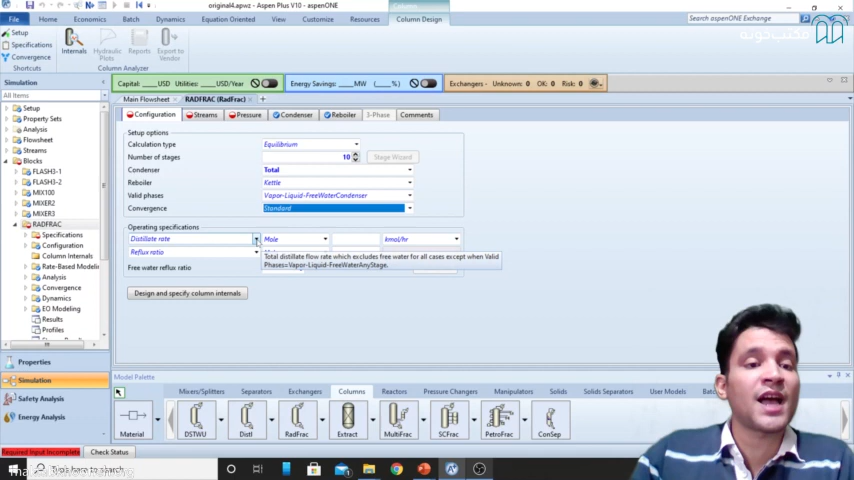 original4.apwz - Aspen Plus V10 - aspenONE
Column
File Home Economics Batch Dynamics Equation Oriented View Customize Resources Column Design
Search aspenONE Exchange
مکتب‌خونه
Setup
Specifications
Convergence
Shortcuts
Internals
Hydraulic Plots
Reports
Export to Vendor
Column Analyzer
Simulation
Capital: ____USD Utilities: ____USD/Year
Energy Savings: ____MW (____%)
Exchangers - Unknown: 0 OK: 0 Risk: 0
All Items
Main Flowsheet RADFRAC (RadFrac)
Setup
Property Sets
Analysis
Flowsheet
Streams
Blocks
FLASH3-1
FLASH3-2
MIX100
MIXER2
MIXER3
RADFRAC
Specifications
Configuration
Column Internals
Rate-Based Modelin
Analysis
Convergence
Dynamics
EO Modeling
Results
Profiles
Configuration Streams Pressure Condenser Reboiler 3-Phase Comments
Setup options
Calculation type Equilibrium
Number of stages 10 Stage Wizard
Condenser Total
Reboiler Kettle
Valid phases Vapor-Liquid-FreeWaterCondenser
Convergence Standard
Operating specifications
Distillate rate Mole kmol/hr
Reflux ratio
Total distillate flow rate which excludes free water for all cases except when Valid
Phases=Vapor-Liquid-FreeWaterAnyStage.
Free water reflux ratio
Design and specify column internals
Properties
Simulation
Safety Analysis
Energy Analysis
Model Palette
Mixers/Splitters Separators Exchangers Columns Reactors Pressure Changers Manipulators Solids Solids Separators User Models Batc
Material DSTWU Distl RadFrac Extract MultiFrac SCFrac PetroFrac ConSep
Required Input Incomplete Check Status
Type here to search